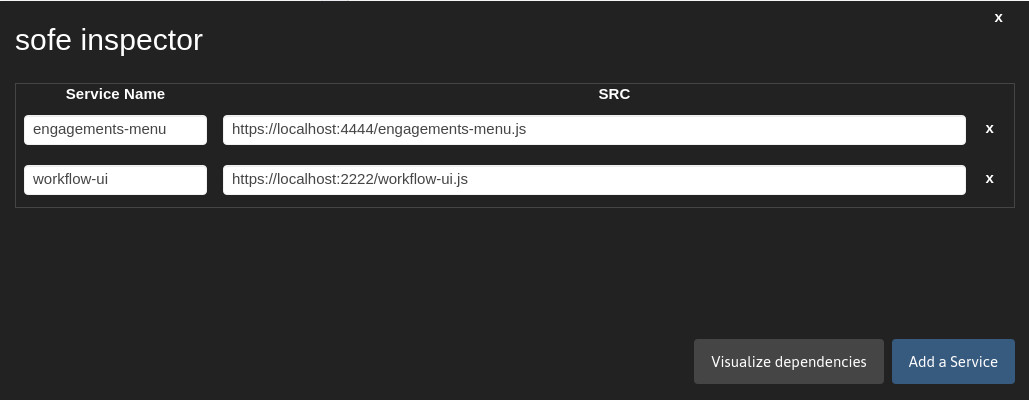 x
sofe inspector
Service Name SRC
engagements-menu https://localhost:4444/engagements-menu.js x
workflow-ui https://localhost:2222/workflow-ui.js x
Visualize dependencies Add a Service